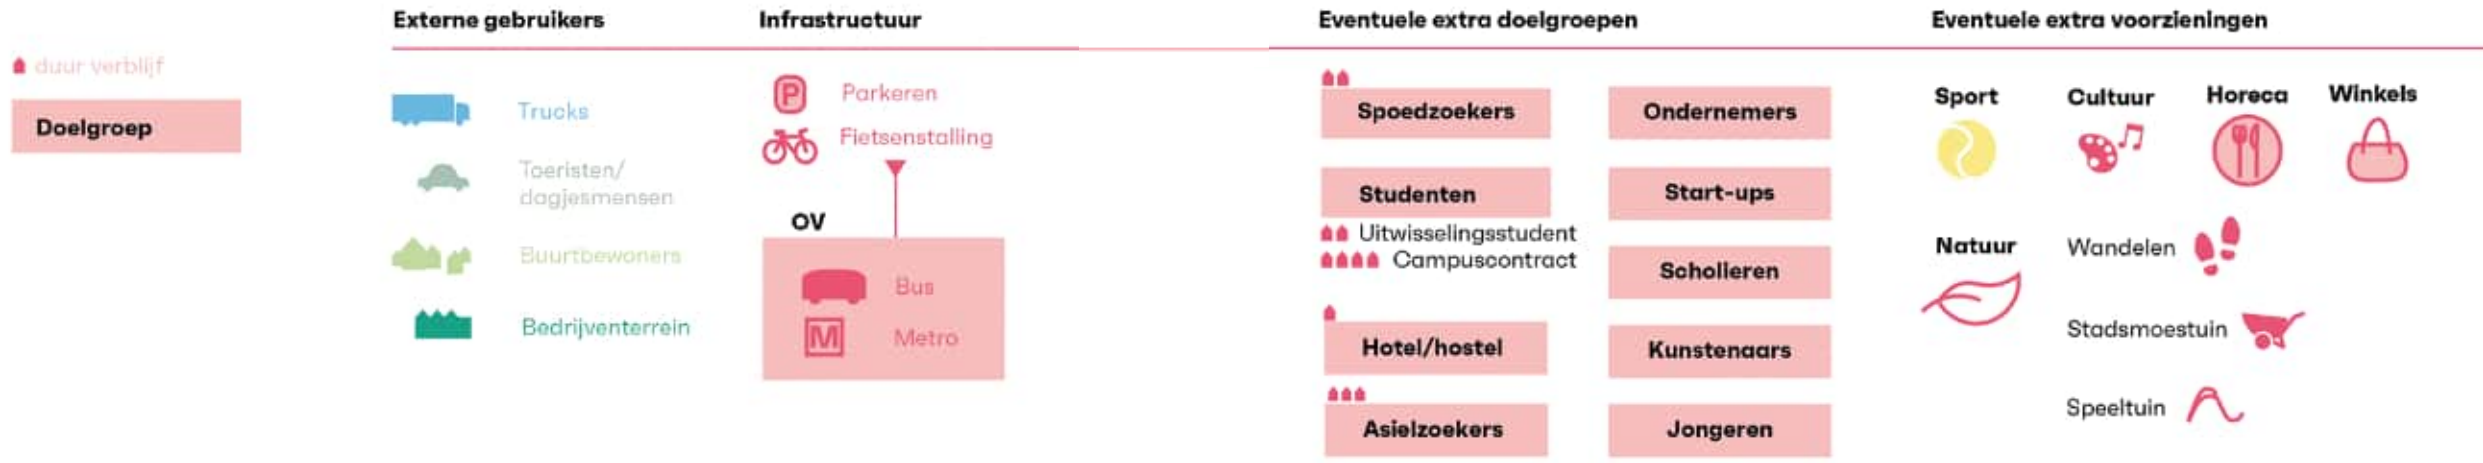 duur verblijf
Doelgroep
Externe gebruikers
Trucks
Toeristen/
dagjesmensen
Buurtbewoners
Bedrijventerrein
Infrastructuur
P
Parkeren
Fietsenstalling
OV
Bus
M
Metro
Eventuele extra doelgroepen
Spoedzoekers
Studenten
Uitwisselingsstudent
Campuscontract
Hotel/hostel
Asielzoekers
Ondernemers
Start-ups
Scholieren
Kunstenaars
Jongeren
Eventuele extra voorzieningen
Sport
Cultuur
Horeca
Winkels
Natuur
Wandelen
Stadsmoestuin
Speeltuin